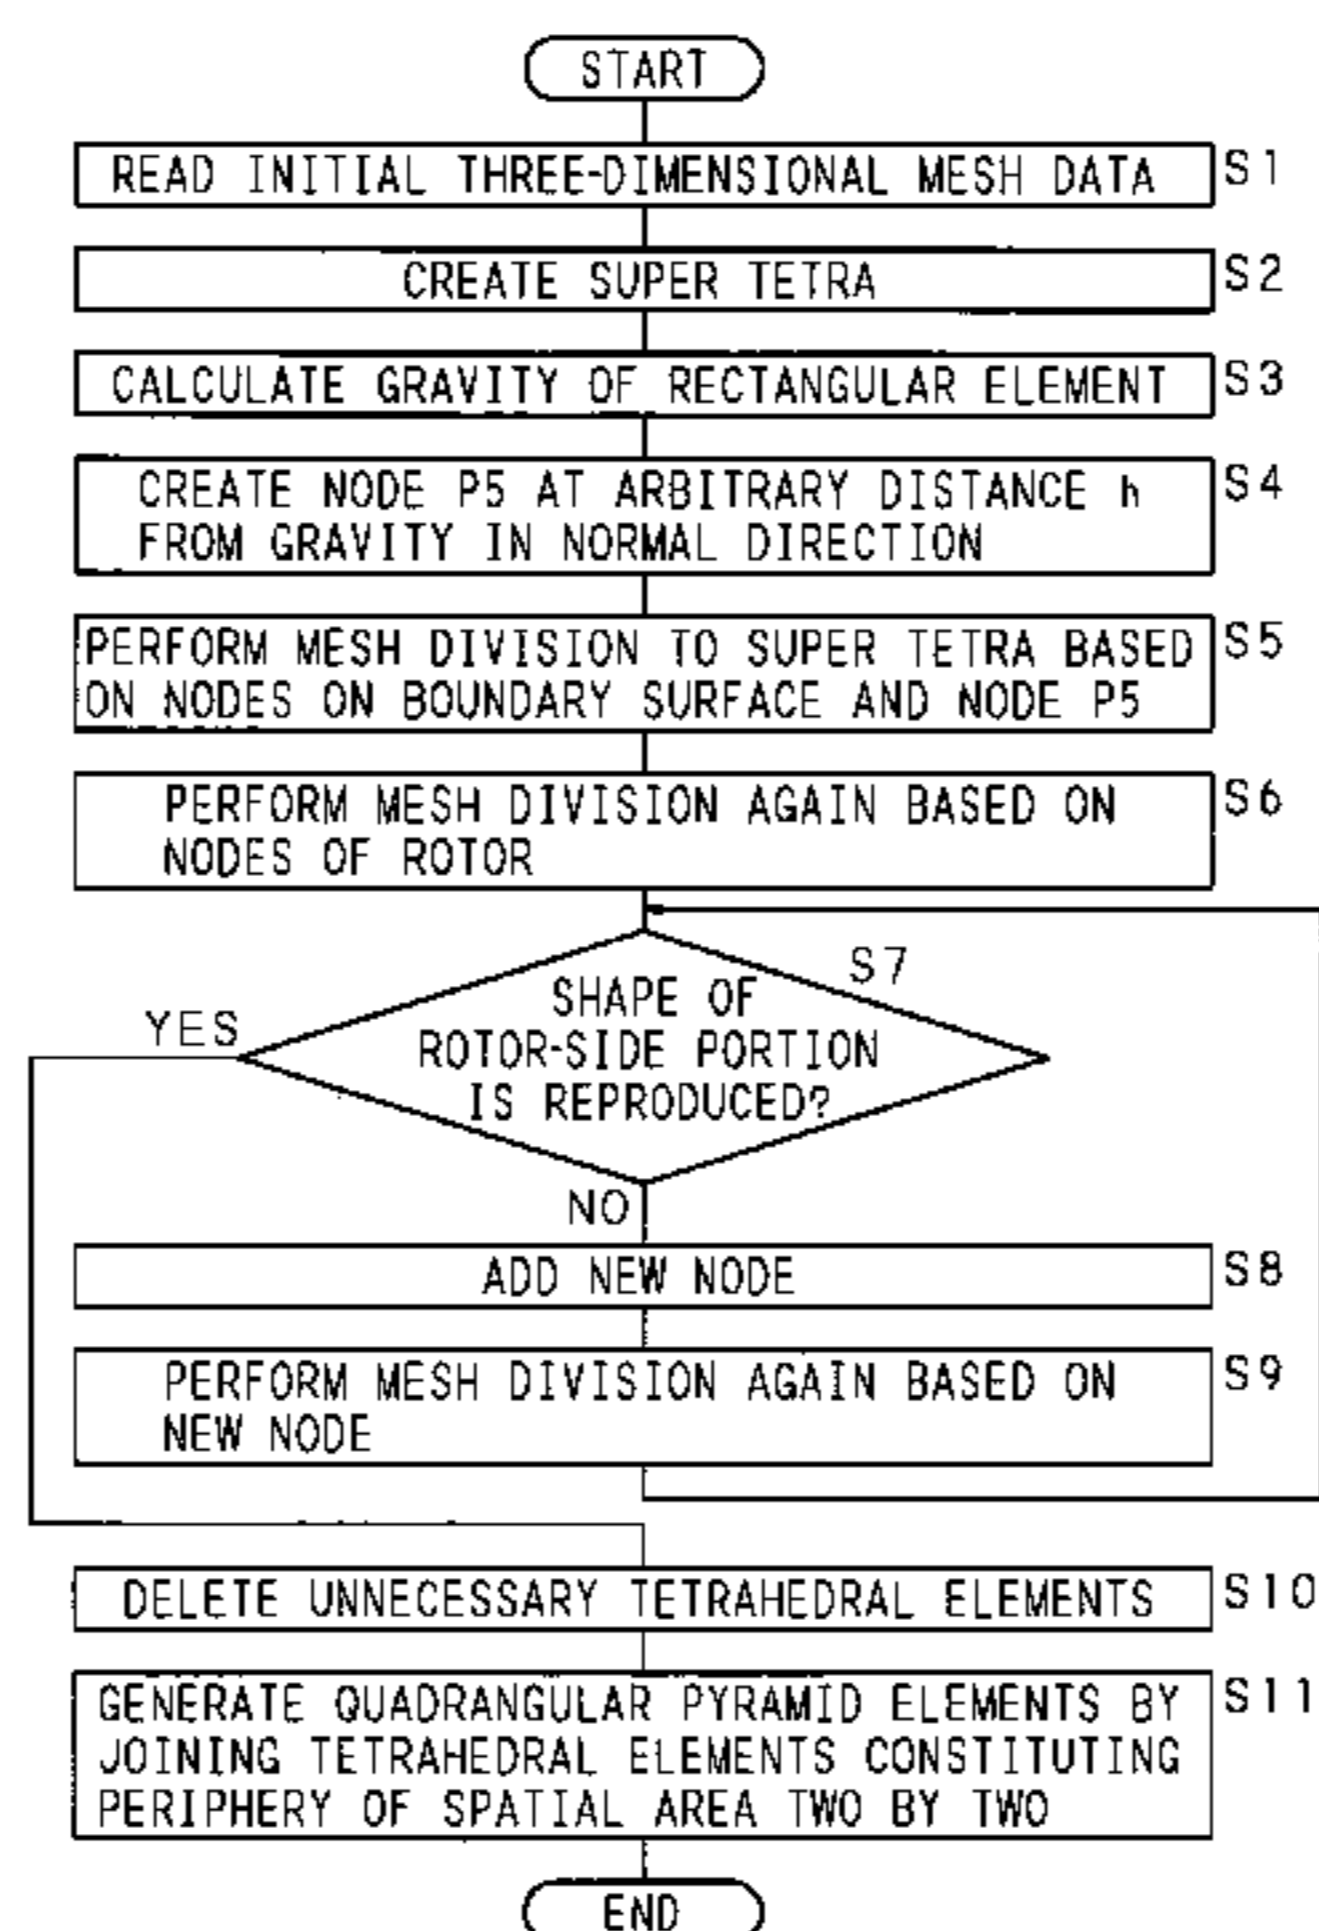 START
READ INITIAL THREE-DIMENSIONAL MESH DATA
S1
CREATE SUPER TETRA
S2
CALCULATE GRAVITY OF RECTANGULAR ELEMENT
S3
CREATE NODE P5 AT ARBITRARY DISTANCE h
FROM GRAVITY IN NORMAL DIRECTION
S4
PERFORM MESH DIVISION TO SUPER TETRA BASED
ON NODES ON BOUNDARY SURFACE AND NODE P5
S5
PERFORM MESH DIVISION AGAIN BASED ON
NODES OF ROTOR
S6
S7
SHAPE OF
ROTOR-SIDE PORTION
IS REPRODUCED?
YES
NO
ADD NEW NODE
S8
PERFORM MESH DIVISION AGAIN BASED ON
NEW NODE
S9
DELETE UNNECESSARY TETRAHEDRAL ELEMENTS
S10
GENERATE QUADRANGULAR PYRAMID ELEMENTS BY
JOINING TETRAHEDRAL ELEMENTS CONSTITUTING
PERIPHERY OF SPATIAL AREA TWO BY TWO
S11
END